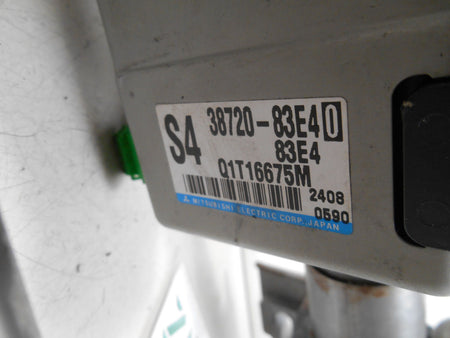 S4 38720-83E40
83E4
Q1T16675M
2408
0590
MITSUBISHI ELECTRIC CORP. JAPAN